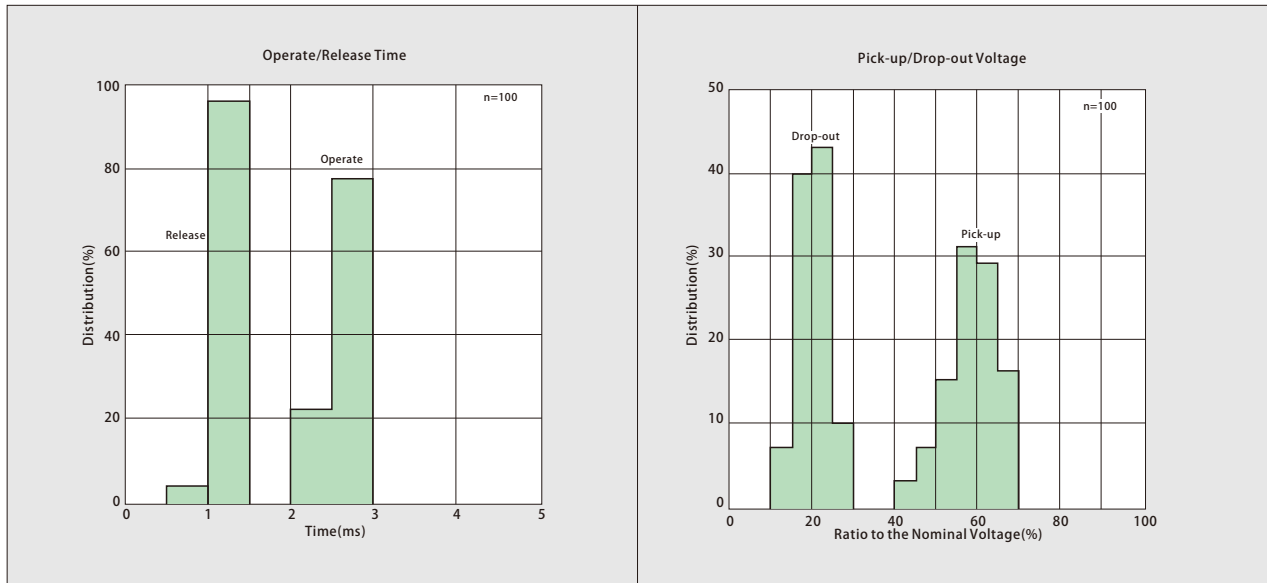 Operate/Release Time
n=100
Operate
Release
Distribution(%)
100
80
60
40
20
0
0 1 2 3 4 5
Time(ms)
Pick-up/Drop-out Voltage
n=100
Drop-out
Pick-up
Distribution(%)
50
40
30
20
10
0
0 20 40 60 80 100
Ratio to the Nominal Voltage(%)